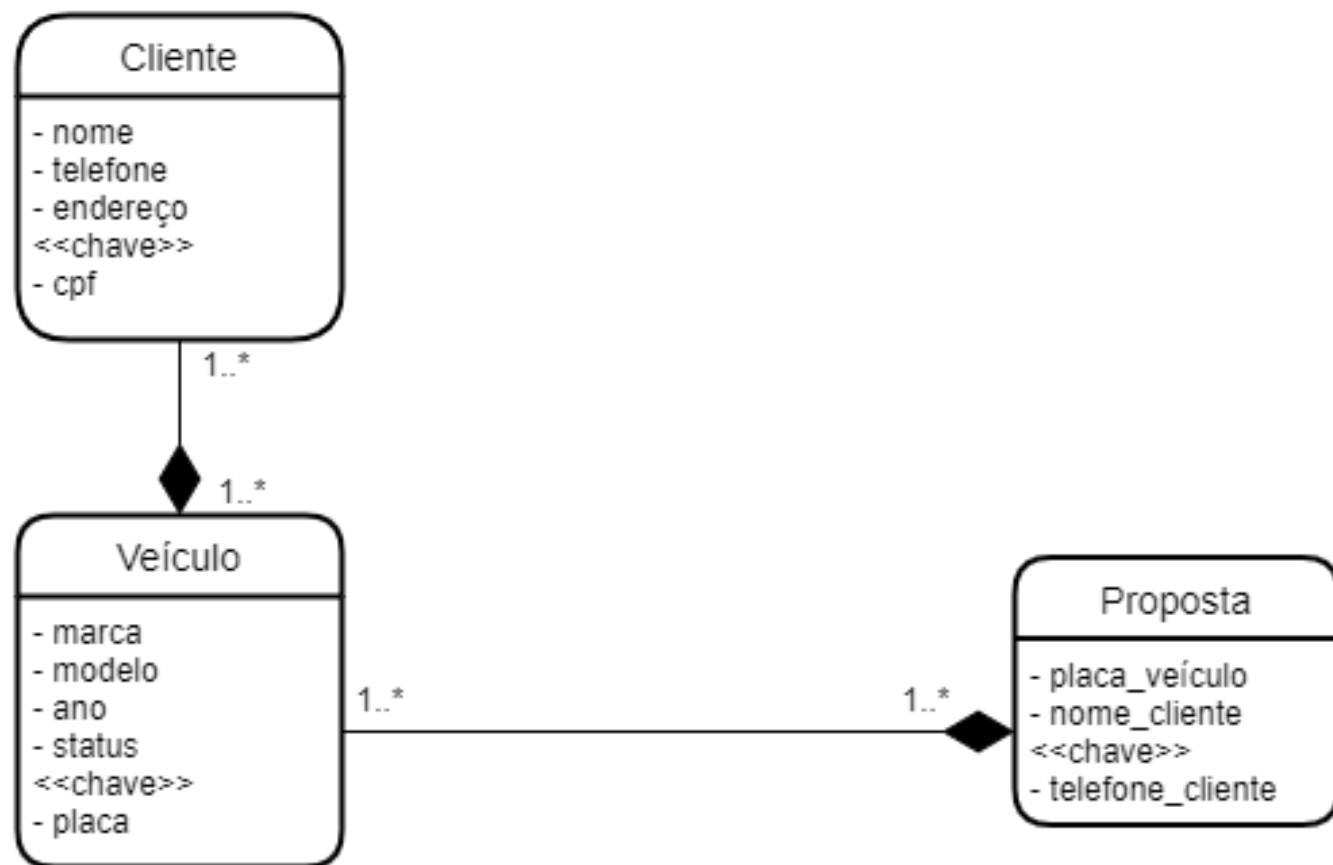 Cliente
- nome
- telefone
- endereço
<<chave>>
- cpf
1..*
1..*
Veículo
- marca
- modelo
- ano
- status
<<chave>>
- placa
1..*
1..*
Proposta
- placa_veículo
- nome_cliente
<<chave>>
- telefone_cliente